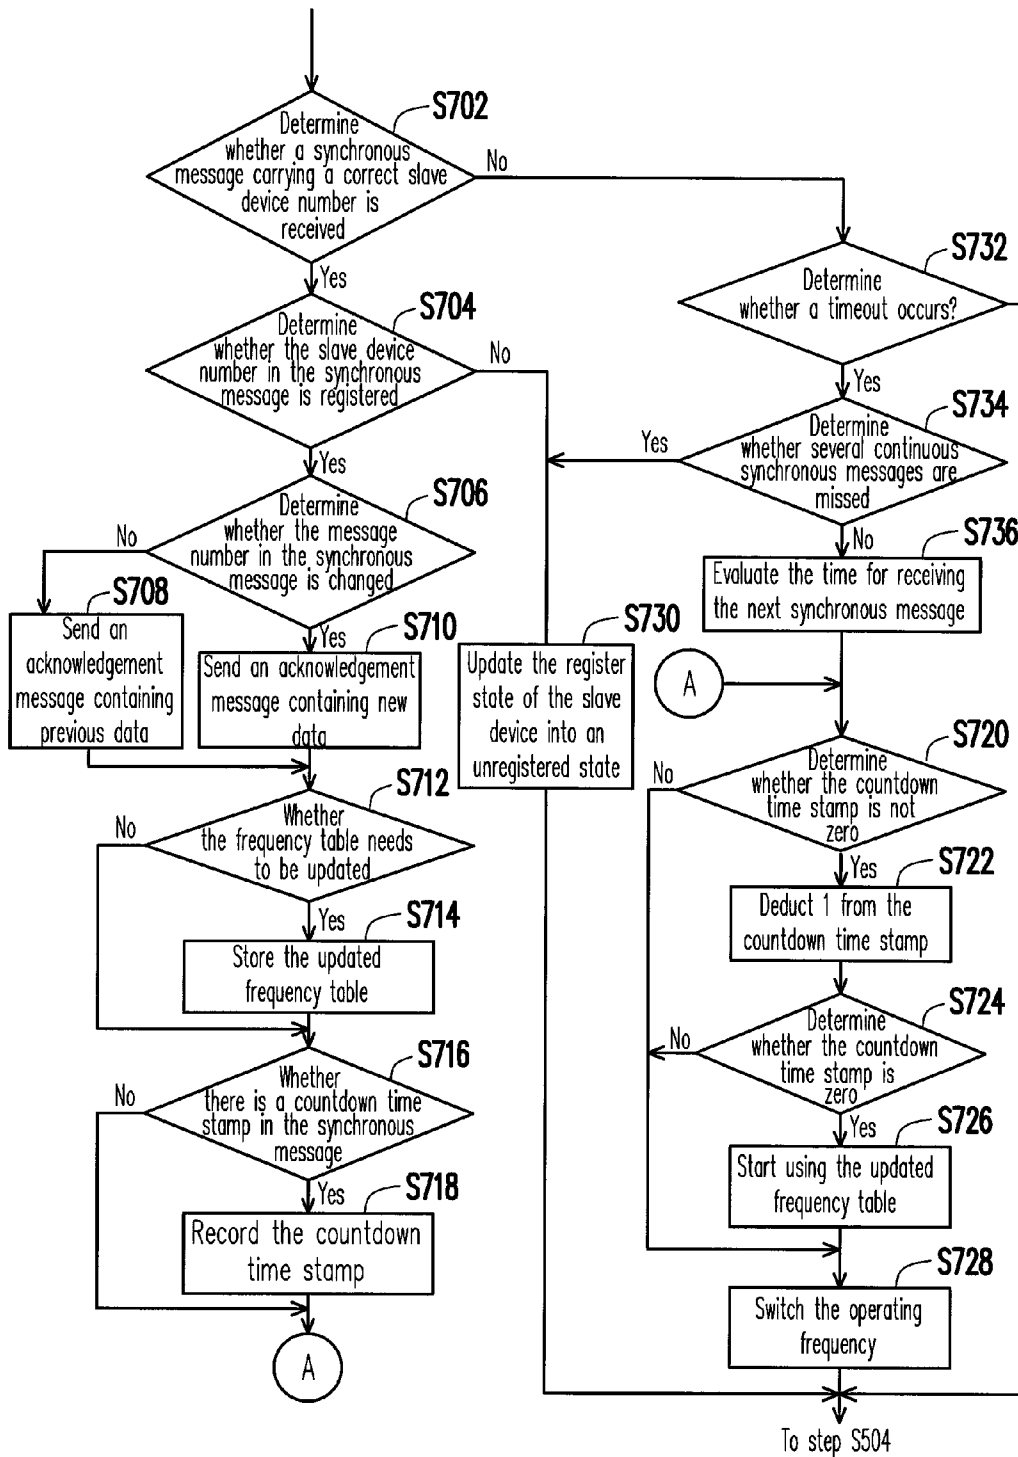 S702
Determine
whether a synchronous
message carrying a correct slave
device number is
received
No
Yes
S732
Determine
whether a timeout occurs?
Yes
S704
Determine
whether the slave device
number in the synchronous
message is registered
No
Yes
S734
Determine
whether several continuous
synchronous messages are
missed
Yes
No
S706
Determine
whether the message
number in the synchronous
message is changed
No
Yes
S736
Evaluate the time for receiving
the next synchronous message
S708
Send an
acknowledgement
message containing
previous data
S710
Send an acknowledgement
message containing new
data
S730
Update the register
state of the slave
device into an
unregistered state
A
S720
Determine
whether the countdown
time stamp is not
zero
No
Yes
S712
Whether
the frequency table needs
to be updated
No
Yes
S722
Deduct 1 from the
countdown time stamp
S714
Store the updated
frequency table
S724
Determine
whether the countdown
time stamp is
zero
No
Yes
S716
Whether
there is a countdown time
stamp in the synchronous
message
No
Yes
S726
Start using the updated
frequency table
S718
Record the countdown
time stamp
S728
Switch the operating
frequency
A
To step S504